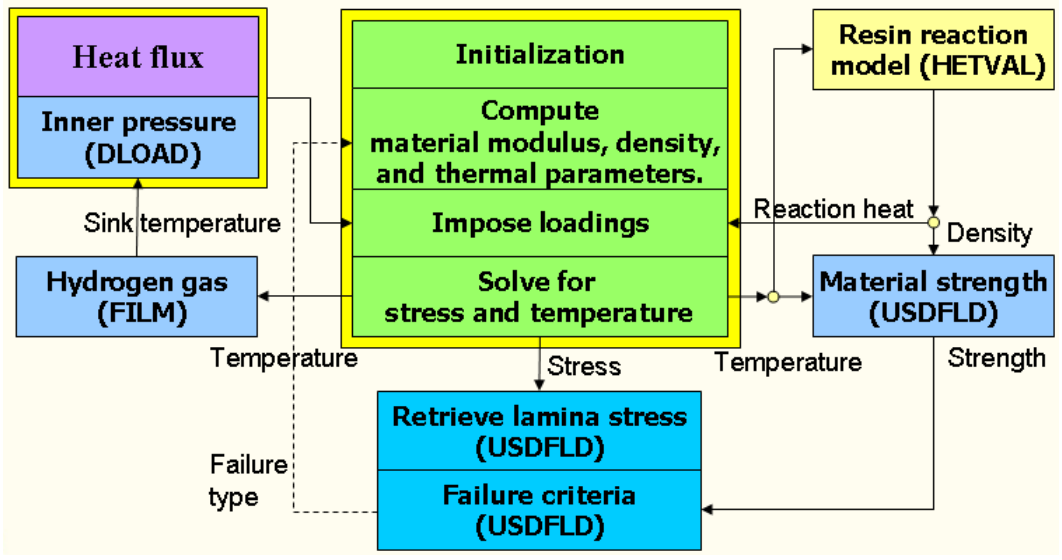 Heat flux
Inner pressure
(DLOAD)
Sink temperature
Hydrogen gas
(FILM)
Initialization
Compute
material modulus, density,
and thermal parameters.
Impose loadings
Solve for
stress and temperature
Resin reaction
model (HETVAL)
Reaction heat
Density
Material strength
(USDFLD)
Temperature
Stress
Temperature
Strength
Retrieve lamina stress
(USDFLD)
Failure
type
Failure criteria
(USDFLD)